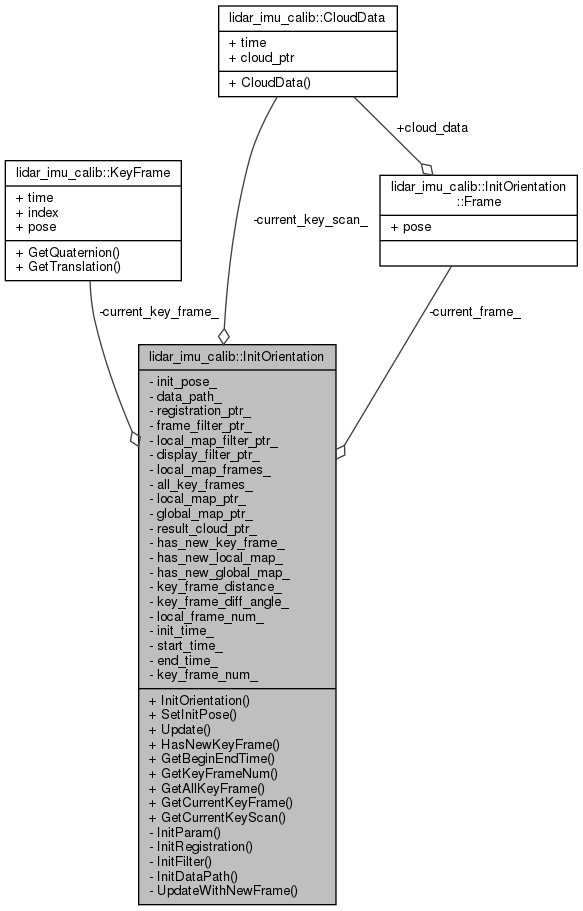 lidar_imu_calib::CloudData
+ time
+ cloud_ptr
+ CloudData()
+cloud_data
lidar_imu_calib::KeyFrame
+ time
+ index
+ pose
+ GetQuaternion()
+ GetTranslation()
lidar_imu_calib::InitOrientation
::Frame
+ pose
-current_key_scan_
-current_key_frame_
-current_frame_
lidar_imu_calib::InitOrientation
- init_pose_
- data_path_
- registration_ptr_
- frame_filter_ptr_
- local_map_filter_ptr_
- display_filter_ptr_
- local_map_frames_
- all_key_frames_
- local_map_ptr_
- global_map_ptr_
- result_cloud_ptr_
- has_new_key_frame_
- has_new_local_map_
- has_new_global_map_
- key_frame_distance_
- key_frame_diff_angle_
- local_frame_num_
- init_time_
- start_time_
- end_time_
- key_frame_num_
+ InitOrientation()
+ SetInitPose()
+ Update()
+ HasNewKeyFrame()
+ GetBeginEndTime()
+ GetKeyFrameNum()
+ GetAllKeyFrame()
+ GetCurrentKeyFrame()
+ GetCurrentKeyScan()
- InitParam()
- InitRegistration()
- InitFilter()
- InitDataPath()
- UpdateWithNewFrame()